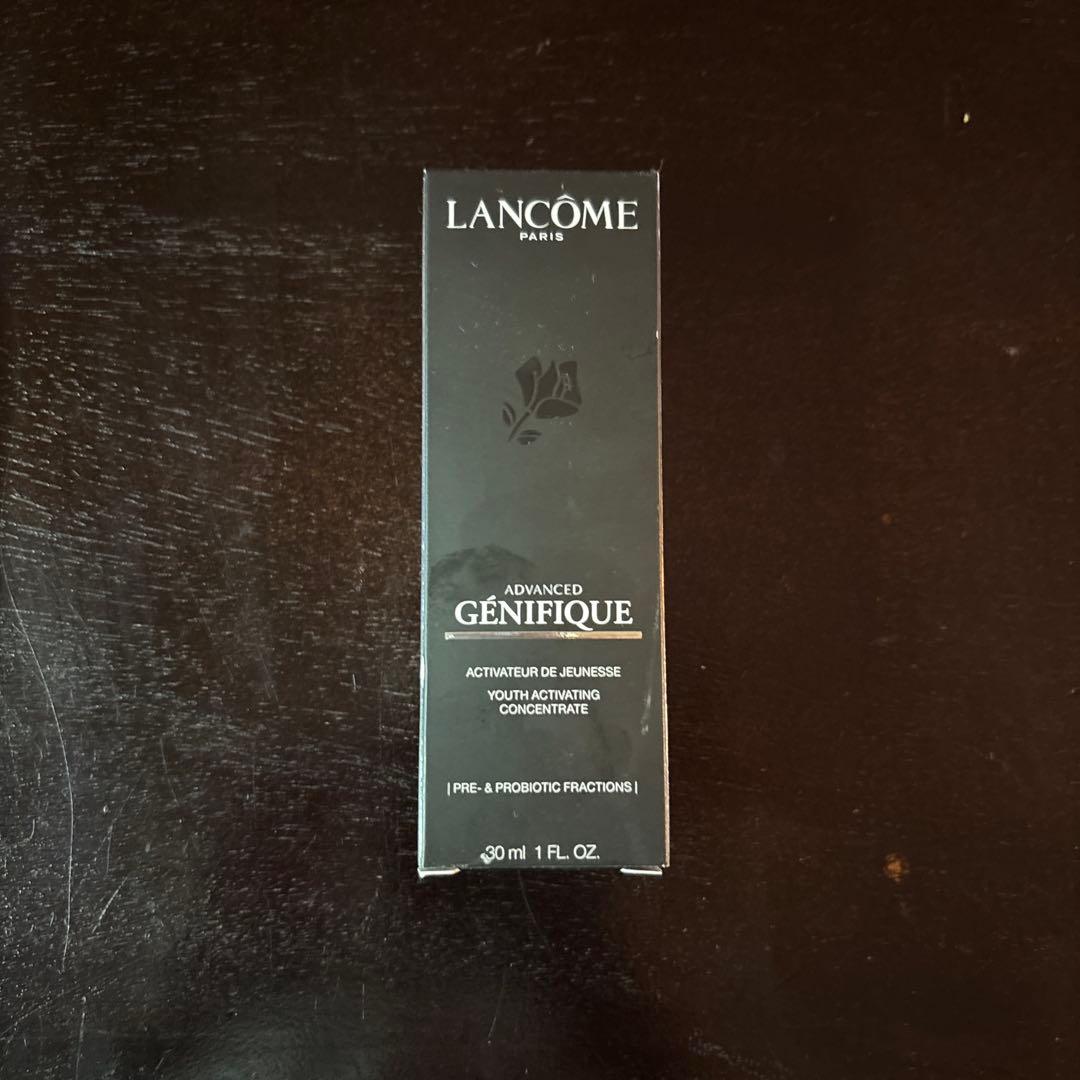 LANCÔME
PARIS
ADVANCED
GÉNIFIQUE
ACTIVATEUR DE JEUNESSE
YOUTH ACTIVATING
CONCENTRATE
| PRE- & PROBIOTIC FRACTIONS |
30 ml 1 FL. OZ.